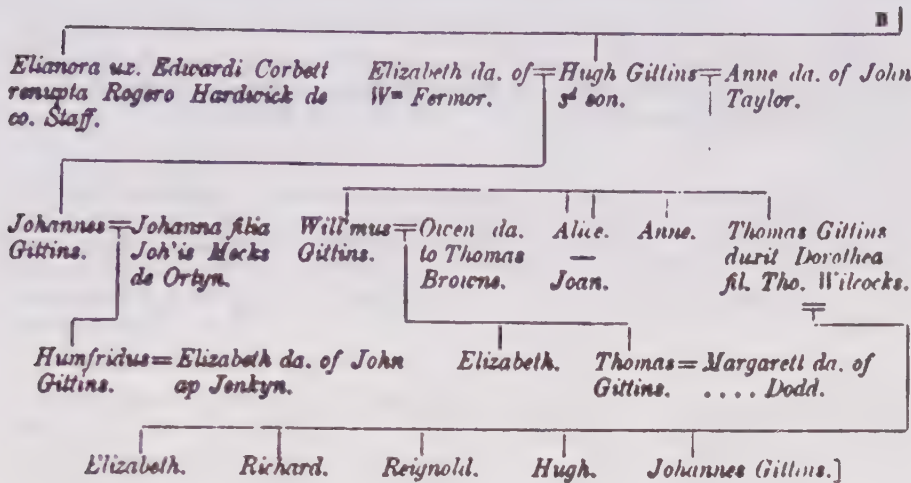 B
Elianora ux. Edwardi Corbett
renupta Rogero Hardwick de
co. Staff.
Elizabeth da. of = Hugh Gittins = Anne da. of John
Wm Fermor. 3d son. Taylor.
Johannes = Johanna filia
Gittins. Joh'is Mocks
de Ortyn.
Will'mus = Owen da.
Gittins. to Thomas
Browne.
Alice.
—
Joan.
Anne.
Thomas Gittins
duxit Dorothea
fil. Tho. Wilcocks.
Humfridus = Elizabeth da. of John
Gittins. ap Jenkyn.
Elizabeth.
Thomas = Margarett da. of
Gittins. . . . . Dodd.
Elizabeth. Richard. Reignold. Hugh. Johannes Gittins.]